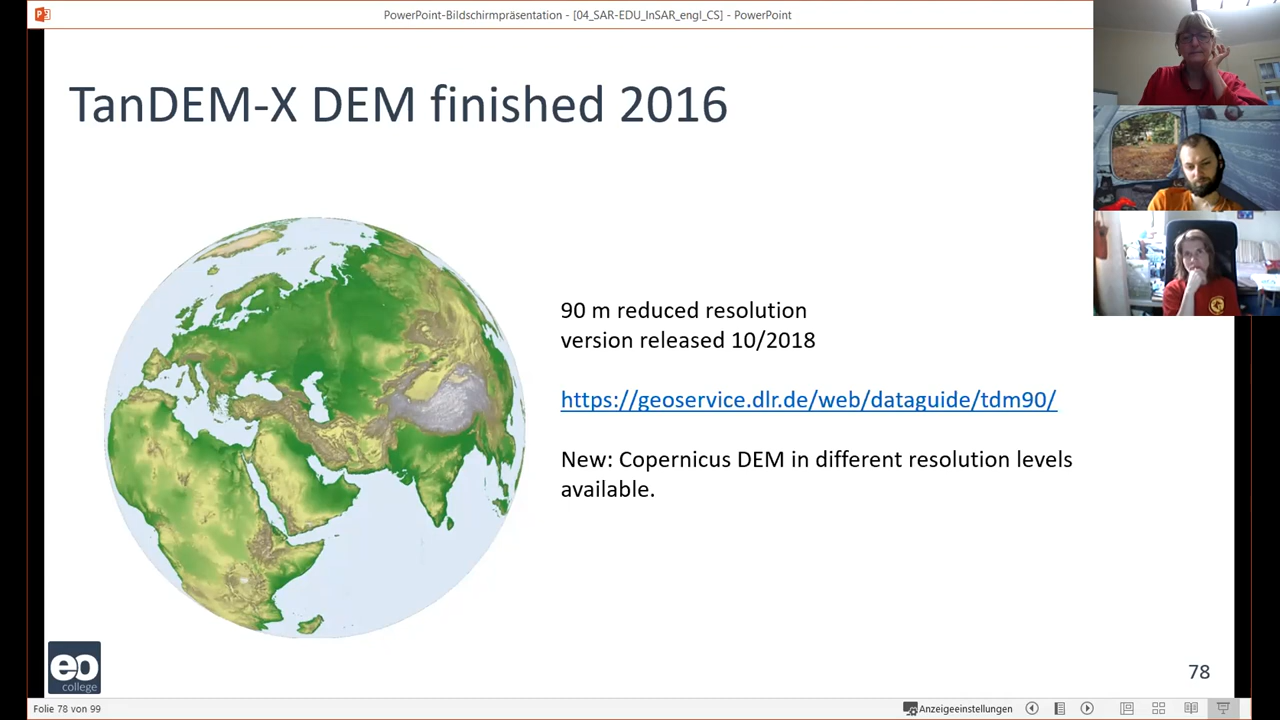 PowerPoint-Bildschirmpräsentation - [04_SAR-EDU_InSAR_engl_CS] - PowerPoint
TanDEM-X DEM finished 2016
90 m reduced resolution
version released 10/2018
https://geoservice.dlr.de/web/dataguide/tdm90/
New: Copernicus DEM in different resolution levels
available.
eo
college
78
Folie 78 von 99
Anzeigeeinstellungen